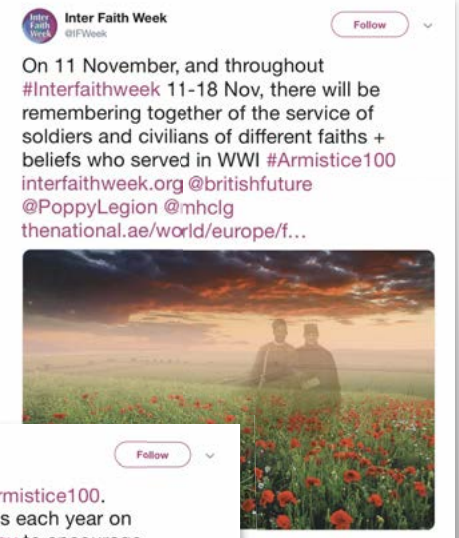 Inter Faith Week
Inter Faith Week
@IFWeek
Follow
On 11 November, and throughout
#Interfaithweek 11-18 Nov, there will be
remembering together of the service of
soldiers and civilians of different faiths +
beliefs who served in WWI #Armistice100
interfaithweek.org @britishfuture
@PoppyLegion @mhclg
thenational.ae/world/europe/f...
Follow
rmistice100.
s each year on